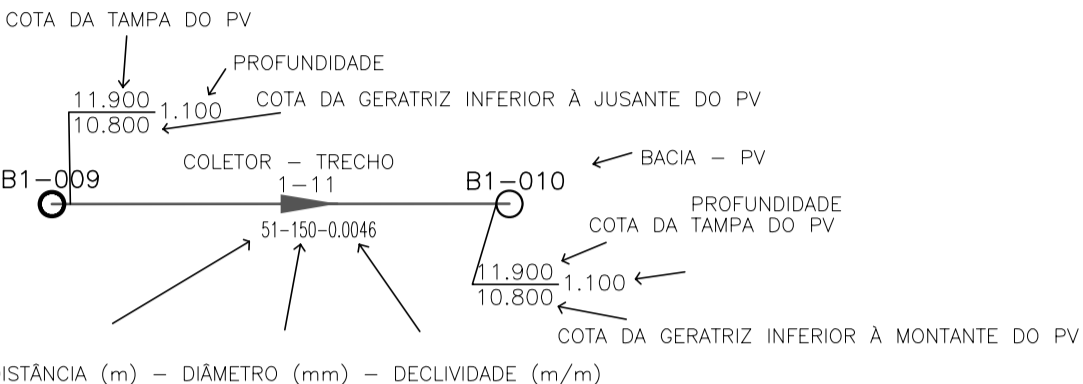 COTA DA TAMPA DO PV
PROFUNDIDADE
11.900
1.100
COTA DA GERATRIZ INFERIOR À JUSANTE DO PV
10.800
COLETOR – TRECHO
BACIA – PV
B1-009
1-11
B1-010
PROFUNDIDADE
COTA DA TAMPA DO PV
51-150-0.0046
11.900
1.100
10.800
COTA DA GERATRIZ INFERIOR À MONTANTE DO PV
ISTÂNCIA (m) – DIÂMETRO (mm) – DECLIVIDADE (m/m)